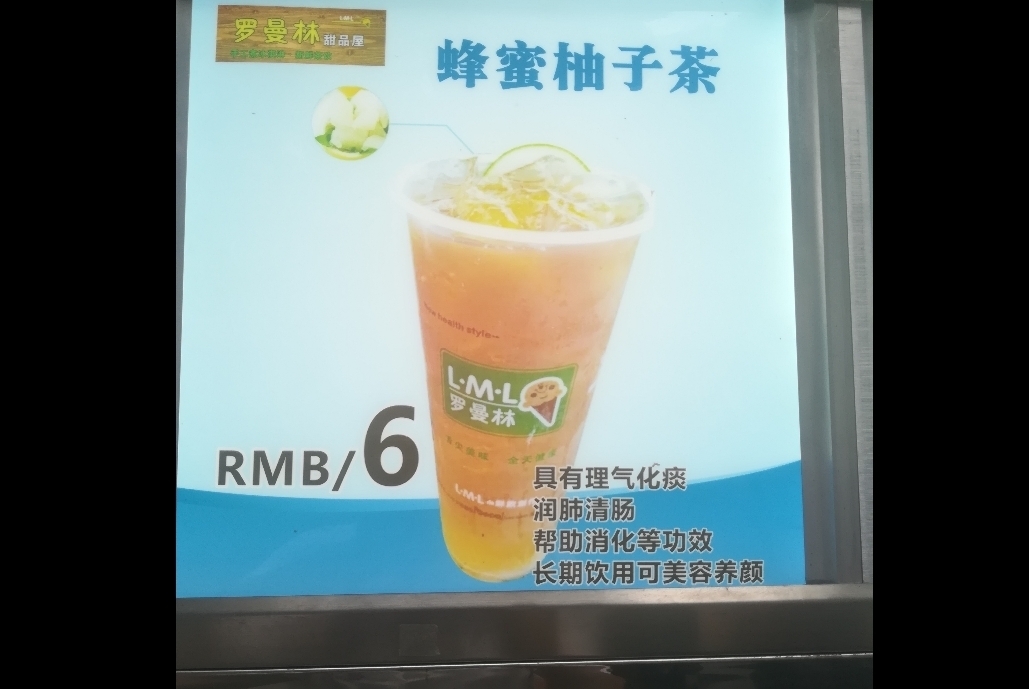 L·M·L
罗曼林 甜品屋
蜂蜜柚子茶
health style
L·M·L
罗曼林
RMB/6
L·M·L
具有理气化痰
润肺清肠
帮助消化等功效
长期饮用可美容养颜